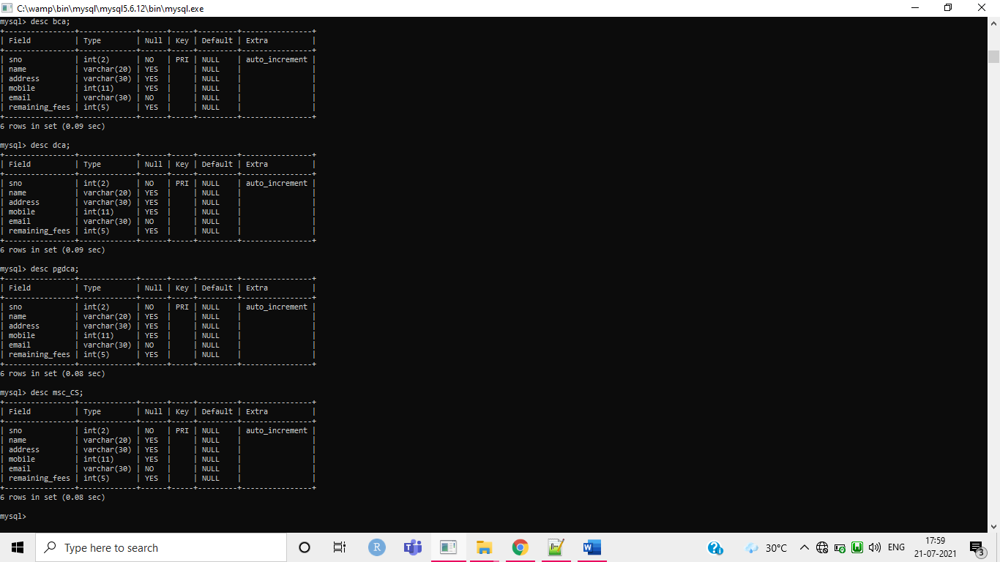 C:\wamp\bin\mysql\mysql5.6.12\bin\mysql.exe
mysql> desc bca;
+----------------+-------------+------+-----+---------+----------------+
| Field          | Type        | Null | Key | Default | Extra          |
+----------------+-------------+------+-----+---------+----------------+
| sno            | int(2)      | NO   | PRI | NULL    | auto_increment |
| name           | varchar(20) | YES  |     | NULL    |                |
| address        | varchar(30) | YES  |     | NULL    |                |
| mobile         | int(11)     | YES  |     | NULL    |                |
| email          | varchar(30) | NO   |     | NULL    |                |
| remaining_fees | int(5)      | YES  |     | NULL    |                |
+----------------+-------------+------+-----+---------+----------------+
6 rows in set (0.09 sec)
mysql> desc dca;
+----------------+-------------+------+-----+---------+----------------+
| Field          | Type        | Null | Key | Default | Extra          |
+----------------+-------------+------+-----+---------+----------------+
| sno            | int(2)      | NO   | PRI | NULL    | auto_increment |
| name           | varchar(20) | YES  |     | NULL    |                |
| address        | varchar(30) | YES  |     | NULL    |                |
| mobile         | int(11)     | YES  |     | NULL    |                |
| email          | varchar(30) | NO   |     | NULL    |                |
| remaining_fees | int(5)      | YES  |     | NULL    |                |
+----------------+-------------+------+-----+---------+----------------+
6 rows in set (0.09 sec)
mysql> desc pgdca;
+----------------+-------------+------+-----+---------+----------------+
| Field          | Type        | Null | Key | Default | Extra          |
+----------------+-------------+------+-----+---------+----------------+
| sno            | int(2)      | NO   | PRI | NULL    | auto_increment |
| name           | varchar(20) | YES  |     | NULL    |                |
| address        | varchar(30) | YES  |     | NULL    |                |
| mobile         | int(11)     | YES  |     | NULL    |                |
| email          | varchar(30) | NO   |     | NULL    |                |
| remaining_fees | int(5)      | YES  |     | NULL    |                |
+----------------+-------------+------+-----+---------+----------------+
6 rows in set (0.08 sec)
mysql> desc msc_CS;
+----------------+-------------+------+-----+---------+----------------+
| Field          | Type        | Null | Key | Default | Extra          |
+----------------+-------------+------+-----+---------+----------------+
| sno            | int(2)      | NO   | PRI | NULL    | auto_increment |
| name           | varchar(20) | YES  |     | NULL    |                |
| address        | varchar(30) | YES  |     | NULL    |                |
| mobile         | int(11)     | YES  |     | NULL    |                |
| email          | varchar(30) | NO   |     | NULL    |                |
| remaining_fees | int(5)      | YES  |     | NULL    |                |
+----------------+-------------+------+-----+---------+----------------+
6 rows in set (0.08 sec)
mysql>
Type here to search
R
30°C
ENG
17:59
21-07-2021
3